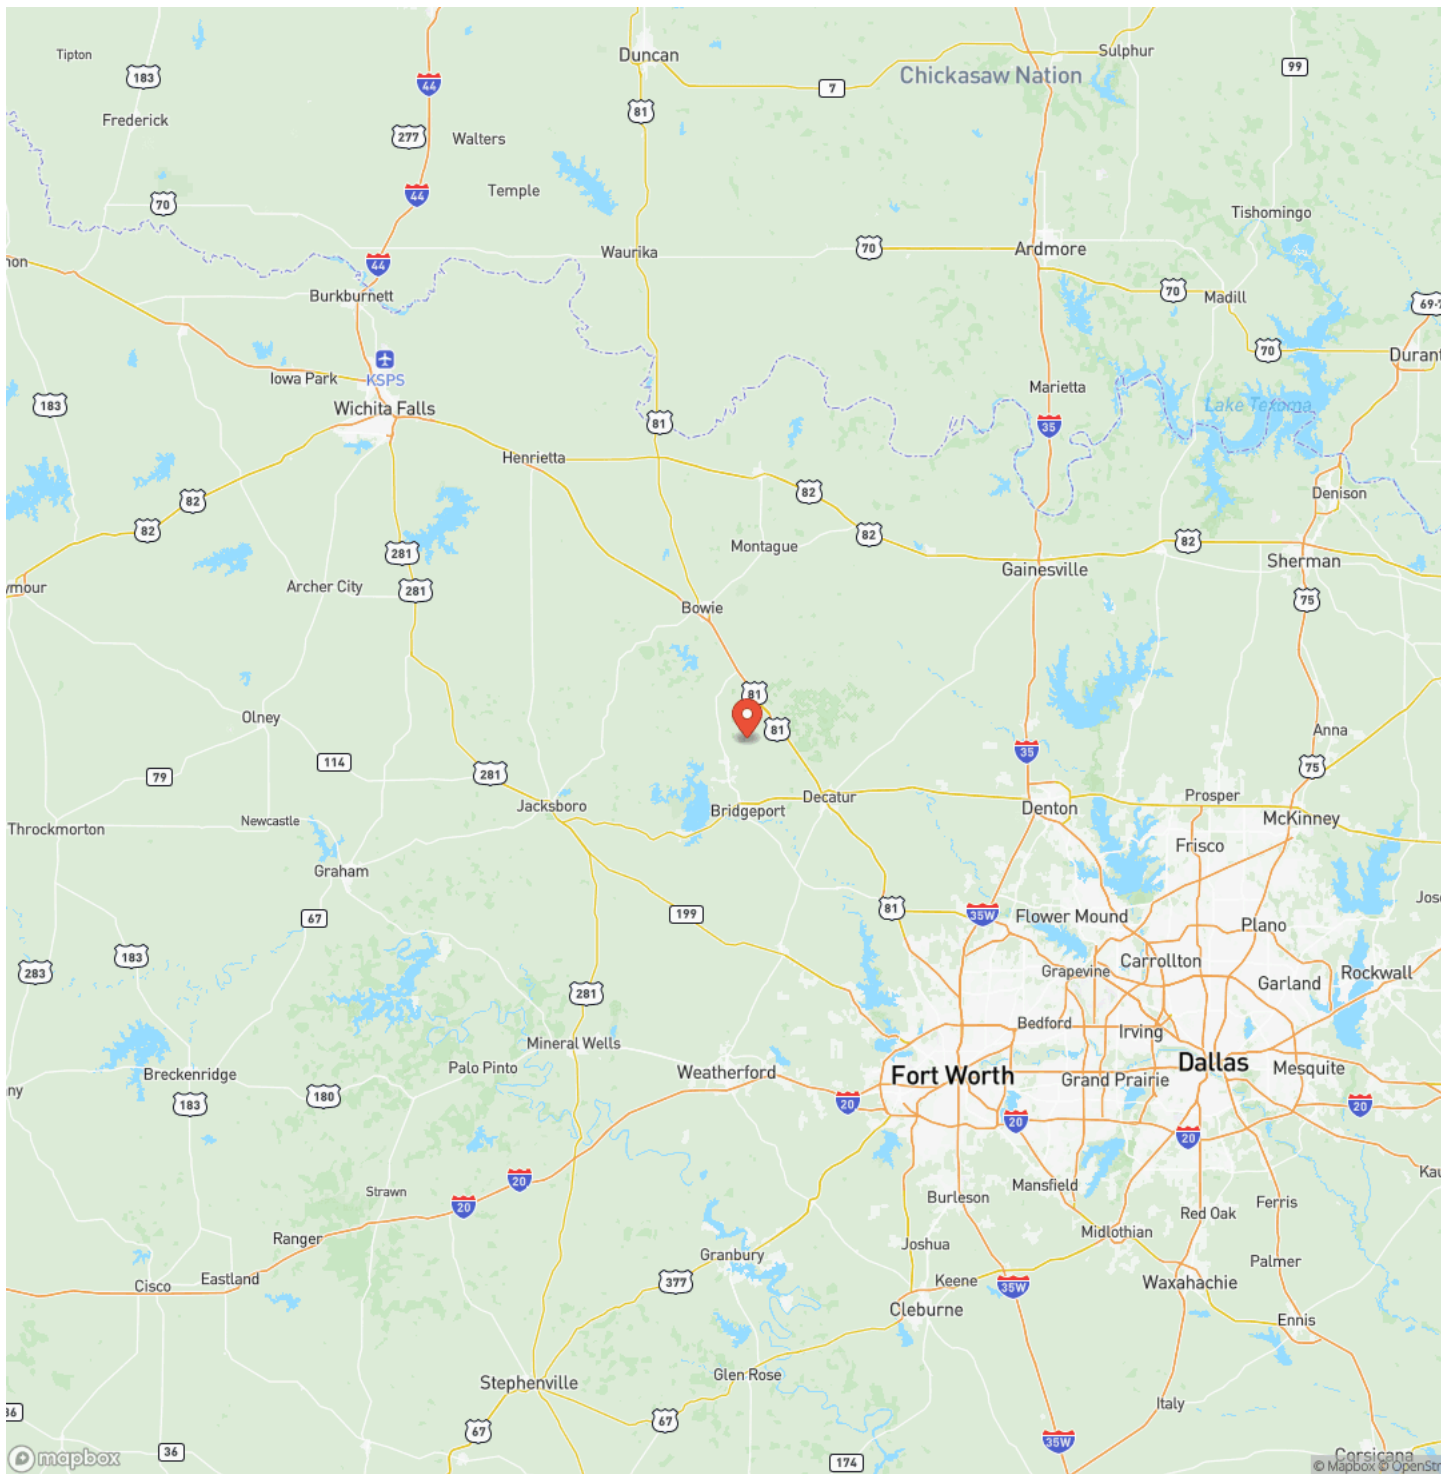 Tipton
Duncan
Sulphur
183
44
Chickasaw Nation
99
7
81
Frederick
277
Walters
44
Temple
70
Tishomingo
Waurika
70
Ardmore
44
Burkburnett
70
Madill
70
Iowa Park
KSPS
Marietta
183
Wichita Falls
Lake Texoma
81
35
Henrietta
82
82
Denison
82
82
82
281
Montague
Sherman
Gainesville
Archer City
281
75
Bowie
81
Olney
81
Anna
35
114
75
79
281
Jacksboro
Decatur
Prosper
Bridgeport
Denton
McKinney
Newcastle
Throckmorton
Frisco
Graham
67
199
81
35W
Flower Mound
Plano
183
Carrollton
283
Grapevine
Garland
Rockwall
281
Bedford
Irving
Mineral Wells
Palo Pinto
Weatherford
Fort Worth
Dallas
Mesquite
Breckenridge
Grand Prairie
180
183
20
20
20
20
20
Strawn
Mansfield
20
Burleson
Ferris
Red Oak
Ranger
Joshua
Midlothian
Granbury
Palmer
Cisco
Eastland
377
Keene
35W
Waxahachie
Cleburne
Ennis
Stephenville
Glen Rose
67
67
Italy
36
35W
174
Corsicana
mapbox
© Mapbox © OpenStr